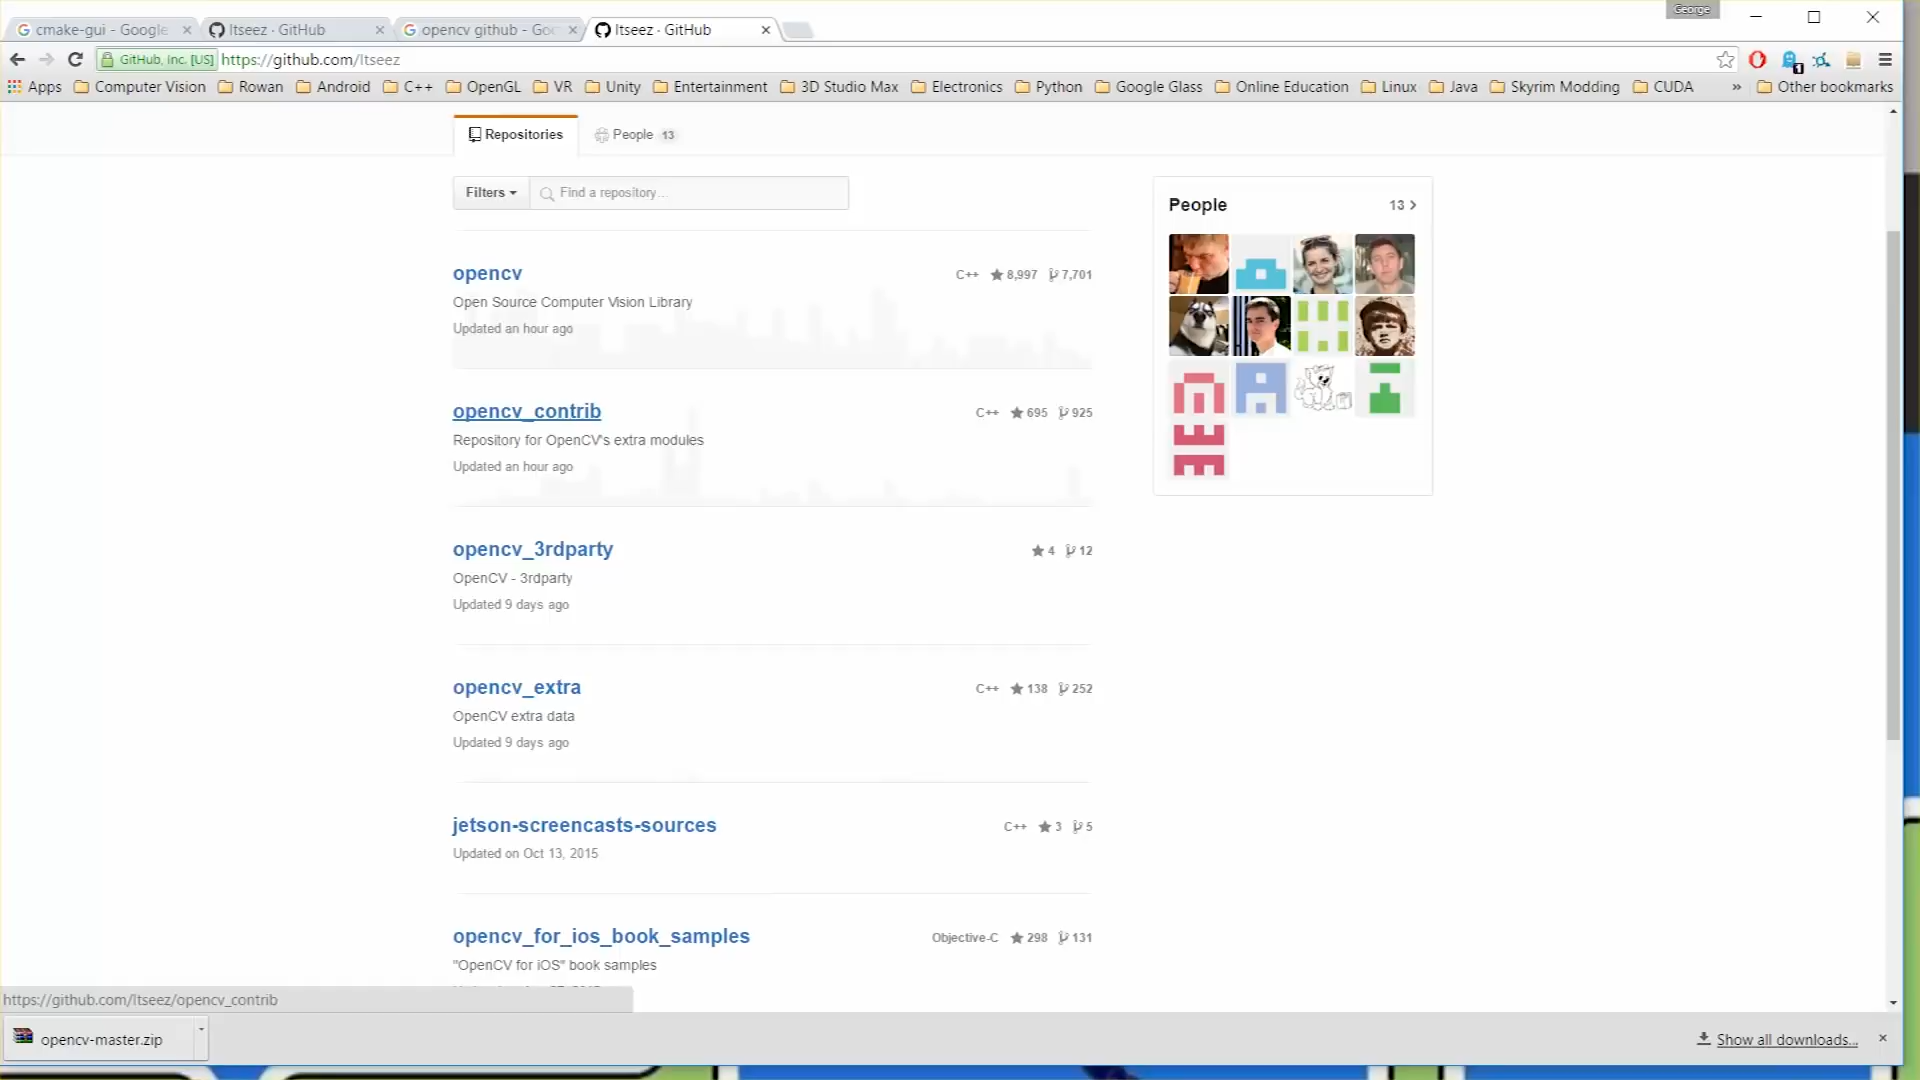 George
cmake-gui - Google
Itseez · GitHub
opencv github - Goo
Itseez · GitHub
GitHub, Inc. [US] https://github.com/Itseez
1
Apps Computer Vision Rowan Android C++ OpenGL VR Unity Entertainment 3D Studio Max Electronics Python Google Glass Online Education Linux Java Skyrim Modding CUDA » Other bookmarks
Repositories People 13
Filters Find a repository...
opencv C++ 8,997 7,701
Open Source Computer Vision Library
Updated an hour ago
opencv_contrib C++ 695 925
Repository for OpenCV's extra modules
Updated an hour ago
opencv_3rdparty 4 12
OpenCV - 3rdparty
Updated 9 days ago
opencv_extra C++ 138 252
OpenCV extra data
Updated 9 days ago
jetson-screencasts-sources C++ 3 5
Updated on Oct 13, 2015
opencv_for_ios_book_samples Objective-C 298 131
"OpenCV for iOS" book samples
People 13
https://github.com/Itseez/opencv_contrib
opencv-master.zip
Show all downloads...